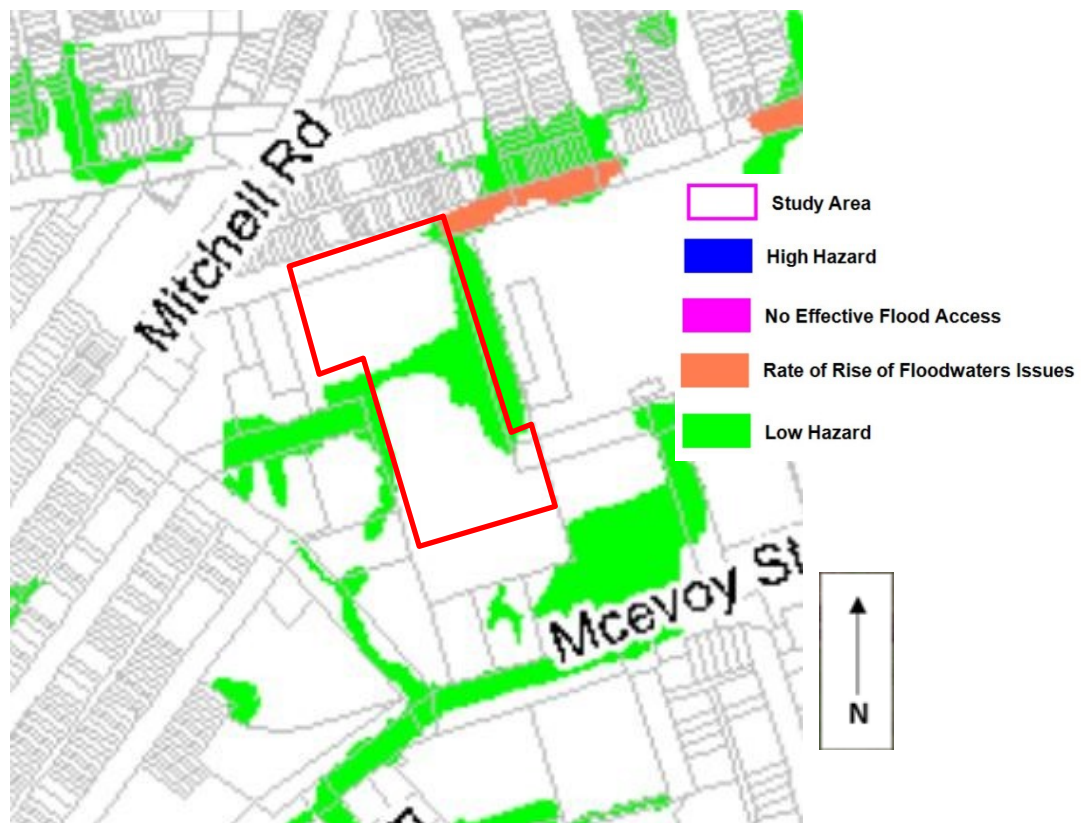 Mitchell Rd
Study Area
High Hazard
No Effective Flood Access
Rate of Rise of Floodwaters Issues
Low Hazard
Mcevoy St
N